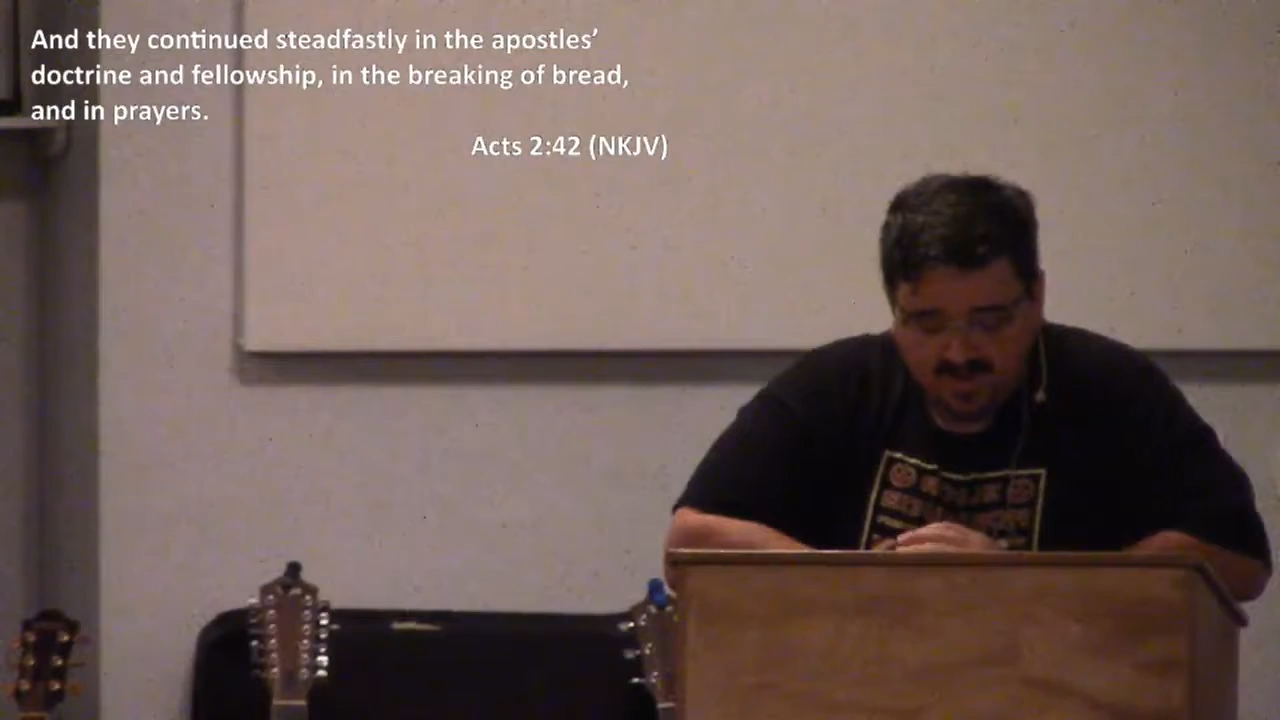 And they continued steadfastly in the apostles’
doctrine and fellowship, in the breaking of bread,
and in prayers.
Acts 2:42 (NKJV)